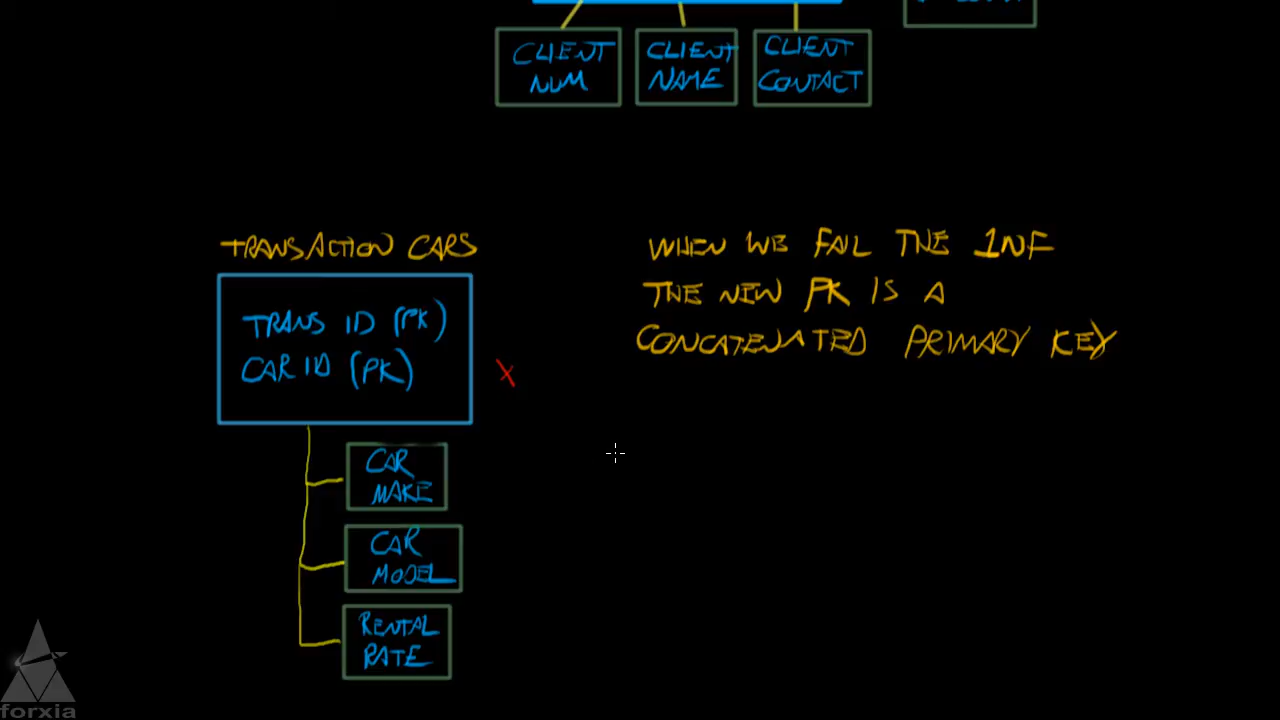 CLIENT
NUM
CLIENT
NAME
CLIENT
CONTACT
TRANSACTION CARS
TRANS ID (PK)
CAR ID (PK)
X
CAR
MAKE
CAR
MODEL
RENTAL
RATE
WHEN WE FAIL THE 1NF
THE NEW PK IS A
CONCATENATED PRIMARY KEY
forxia